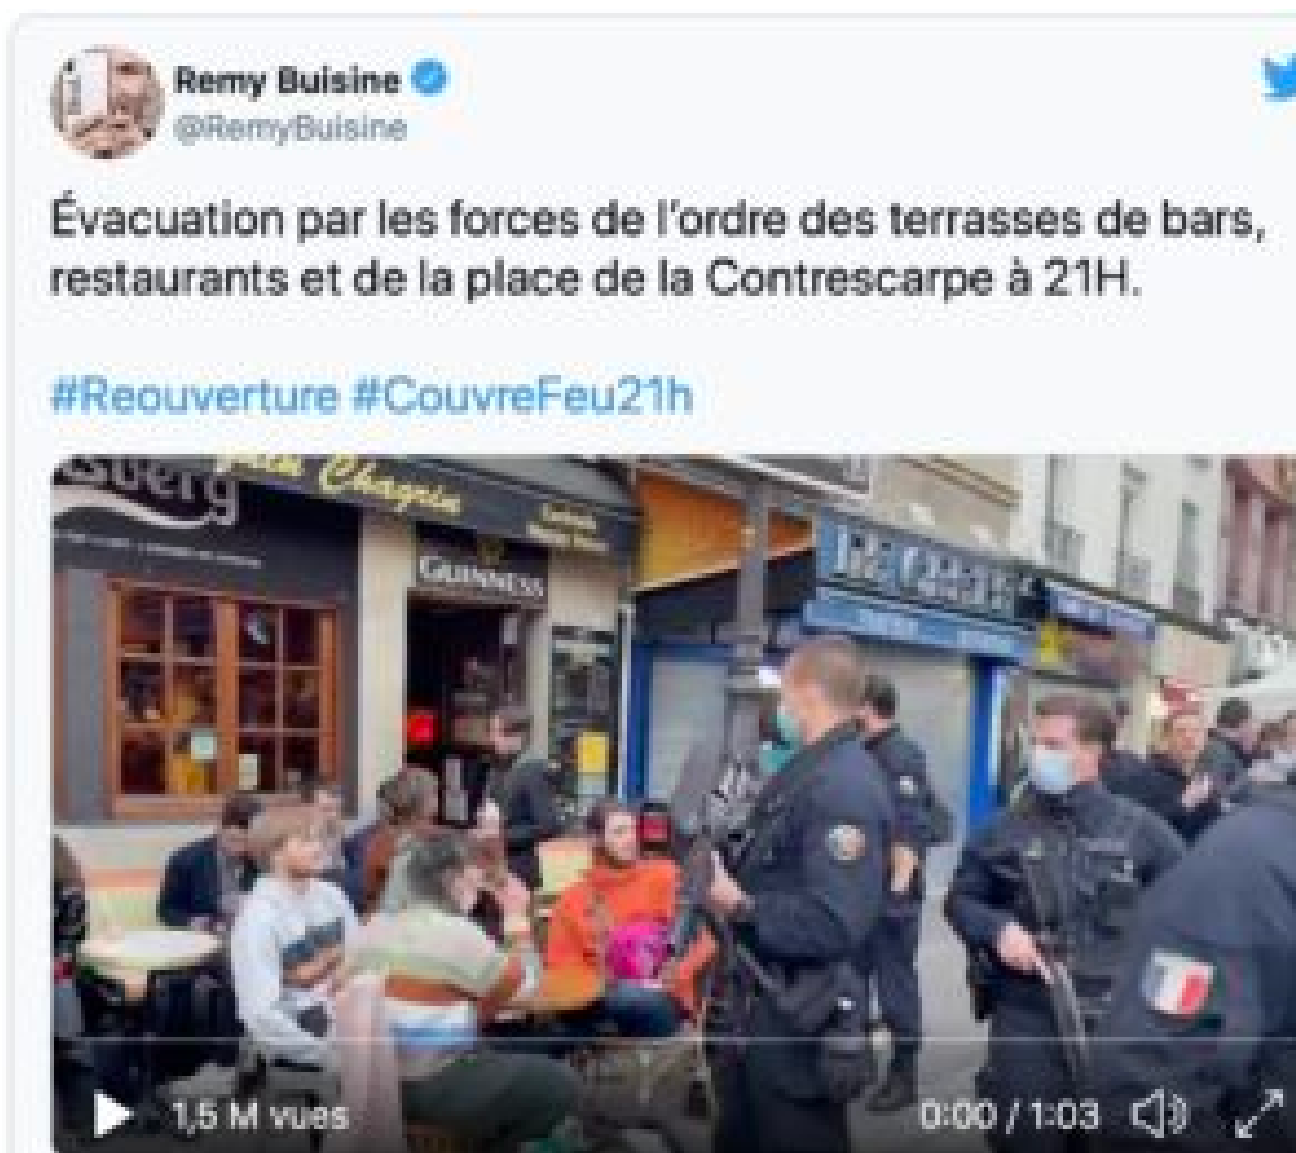 Remy Buisine
@RemyBuisine
Évacuation par les forces de l'ordre des terrasses de bars,
restaurants et de la place de la Contrescarpe à 21H.
#Reouverture #CouvreFeu21h
Chagrin
GUINNESS
1,5 M vues
0:00 / 1:03